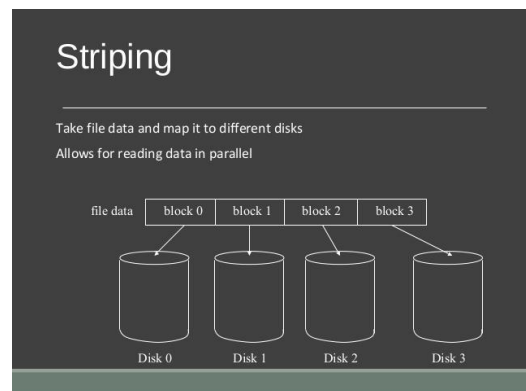 Striping
Take file data and map it to different disks
Allows for reading data in parallel
file data block 0 block 1 block 2 block 3
Disk 0 Disk 1 Disk 2 Disk 3